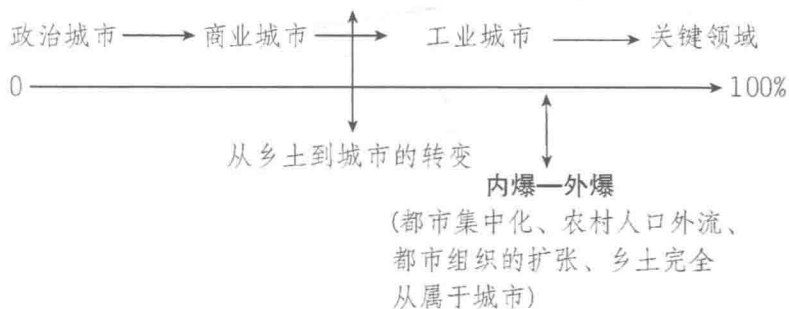 政治城市 商业城市 工业城市 关键领域
0 100%
从乡土到城市的转变
内爆—外爆
(都市集中化、农村人口外流、
都市组织的扩张、乡土完全
从属于城市)